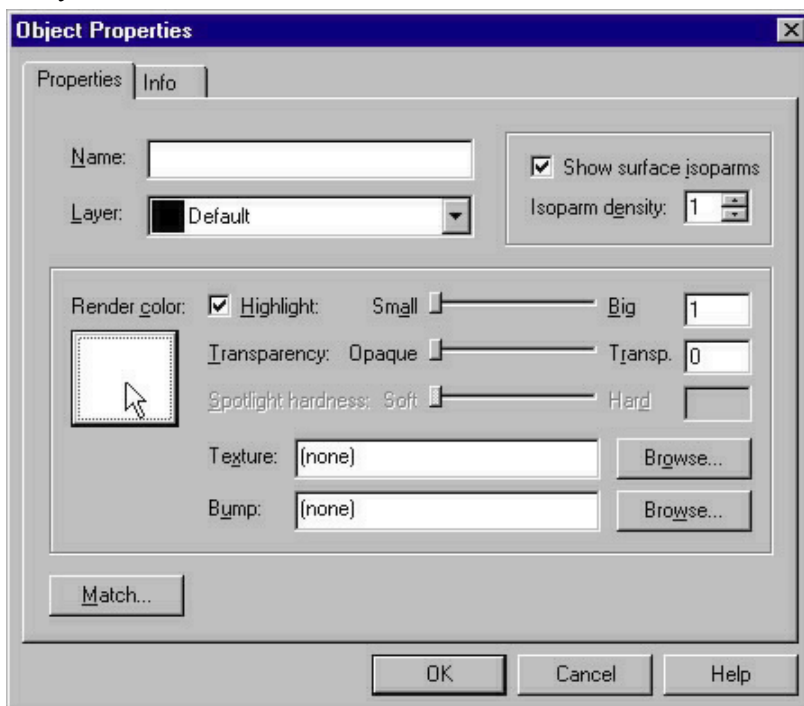 Object Properties
Properties Info
Name:
Show surface isoparms
Layer: Default
Isoparm density: 1
Render color: Highlight: Small Big 1
Transparency: Opaque Transp. 0
Spotlight hardness: Soft Hard
Texture: (none) Browse...
Bump: (none) Browse...
Match...
OK Cancel Help